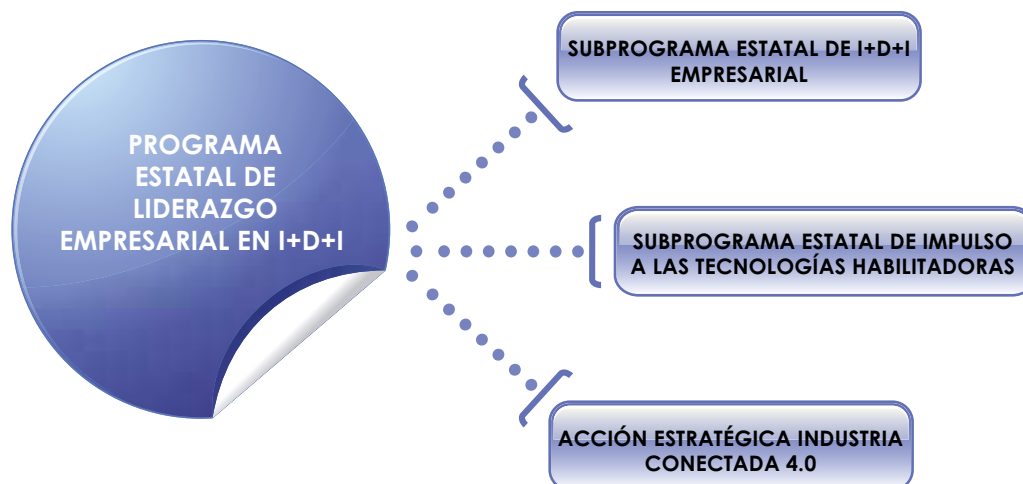 PROGRAMA
ESTATAL DE
LIDERAZGO
EMPRESARIAL EN I+D+I
SUBPROGRAMA ESTATAL DE I+D+I
EMPRESARIAL
SUBPROGRAMA ESTATAL DE IMPULSO
A LAS TECNOLOGÍAS HABILITADORAS
ACCIÓN ESTRATÉGICA INDUSTRIA
CONECTADA 4.0